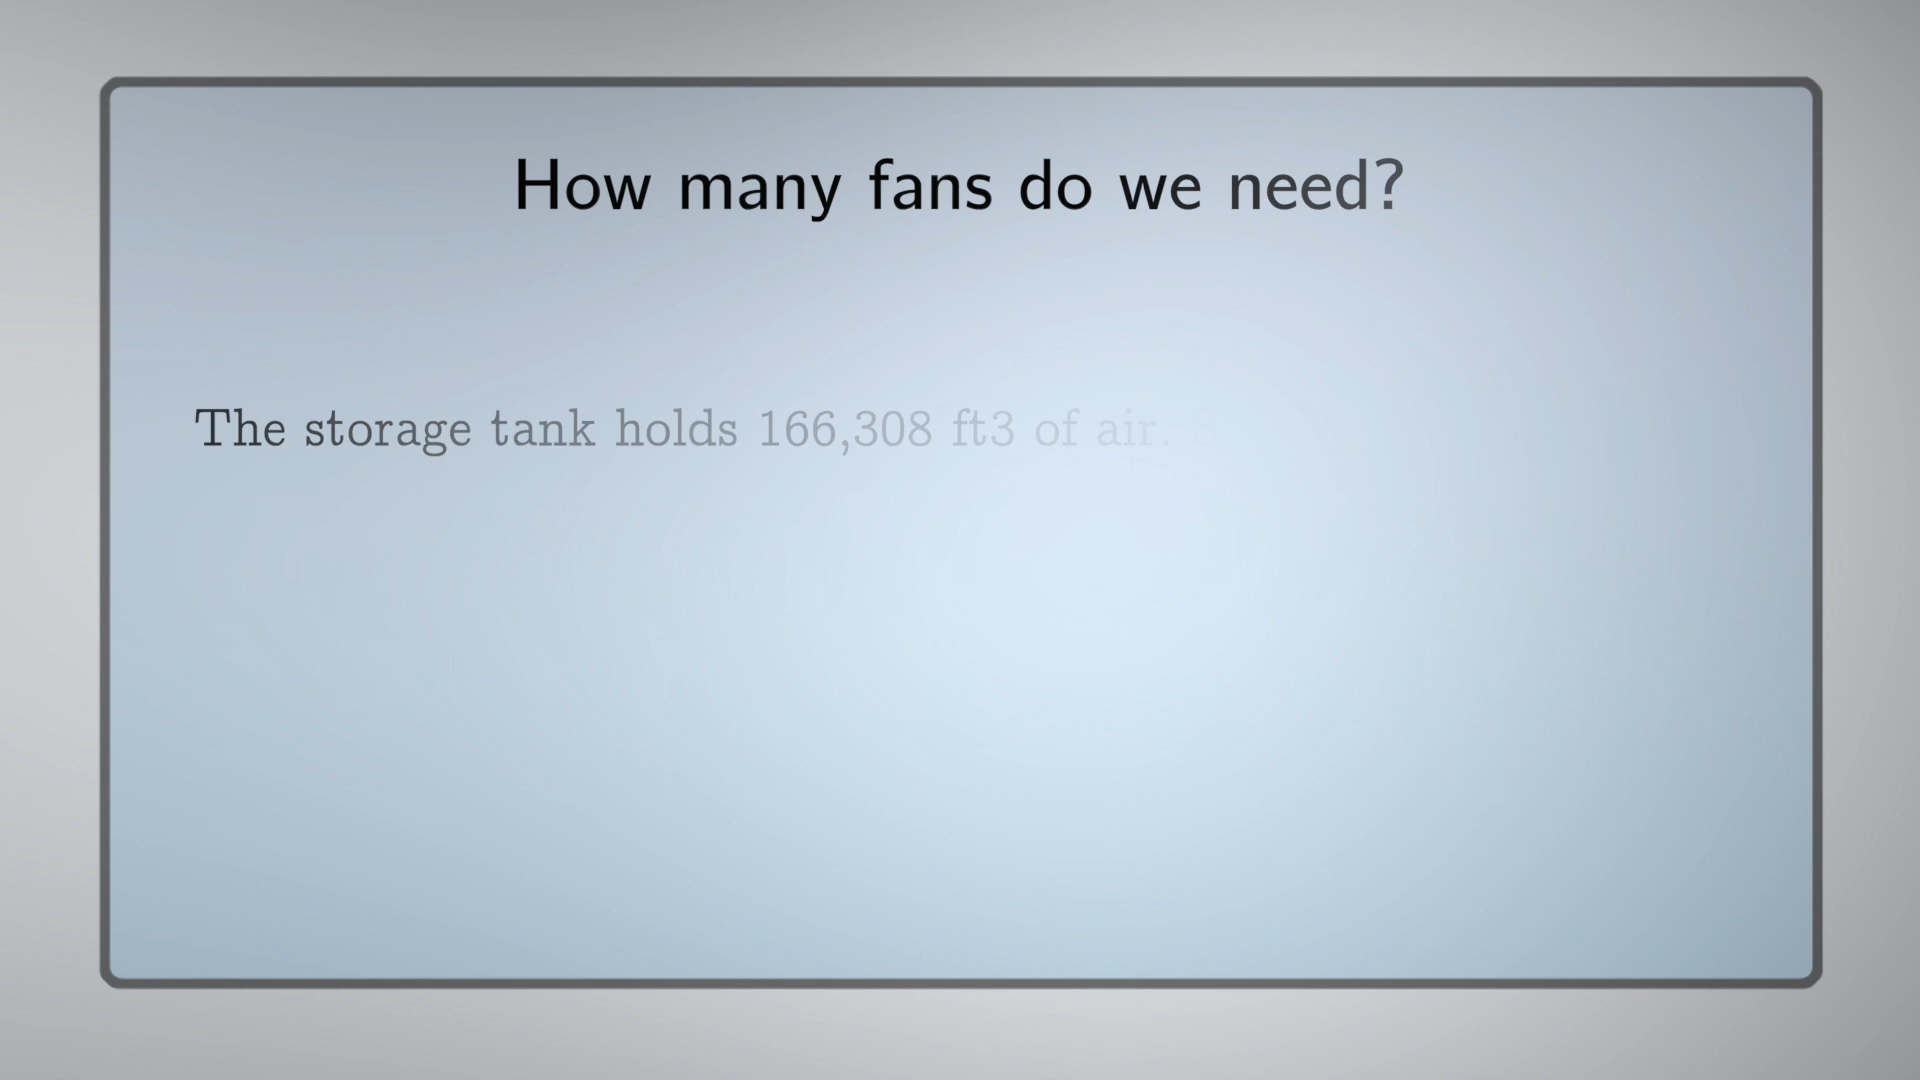 How many fans do we need?
The storage tank holds 166,308 ft3 of air.